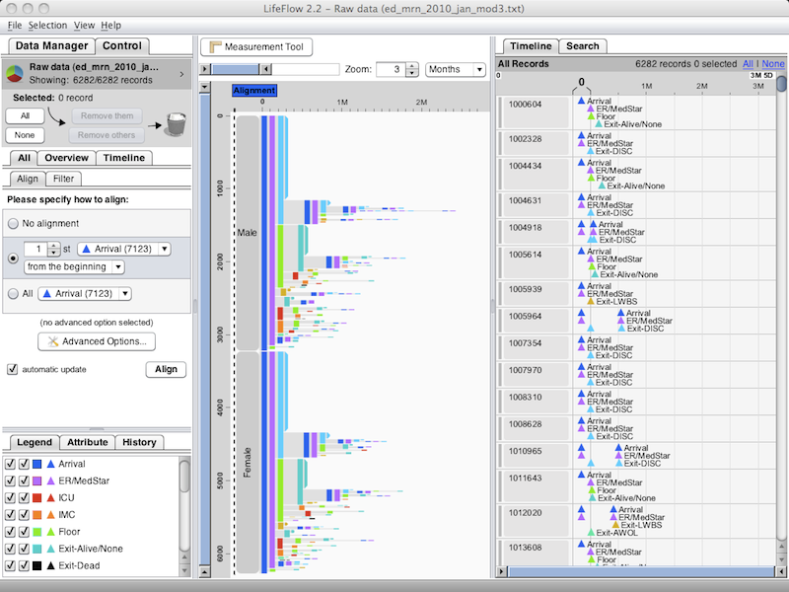 LifeFlow 2.2 - Raw data (ed_mrn_2010_jan_mod3.txt)
File Selection View Help
Data Manager Control
Raw data (ed_mrn_2010_ja...
Showing: 6282/6282 records
Selected: 0 record
All Remove them
None Remove others
All Overview Timeline
Align Filter
Please specify how to align:
No alignment
1 st Arrival (7123)
from the beginning
All Arrival (7123)
(no advanced option selected)
Advanced Options...
automatic update Align
Legend Attribute History
Arrival
ER/MedStar
ICU
IMC
Floor
Exit-Alive/None
Exit-Dead
Measurement Tool
Zoom: 3 Months
Alignment
0 1M 2M
0
1000
2000
3000
4000
5000
6000
Male
Female
Timeline Search
All Records 6282 records 0 selected All | None
0 3M 5D
0 1M 2M 3M
1000604 Arrival
ER/MedStar
Floor
Exit-Alive/None
1002328 Arrival
ER/MedStar
Exit-DISC
1004434 Arrival
ER/MedStar
Floor
Exit-Alive/None
1004631 Arrival
ER/MedStar
Exit-DISC
1004918 Arrival
ER/MedStar
Exit-DISC
1005614 Arrival
ER/MedStar
Floor
Exit-Alive/None
1005939 Arrival
ER/MedStar
Exit-LWBS
1005964 Arrival
ER/MedStar
Exit-DISC
1007354 Arrival
ER/MedStar
Exit-DISC
1007970 Arrival
ER/MedStar
Exit-DISC
1008310 Arrival
ER/MedStar
Exit-DISC
1008628 Arrival
ER/MedStar
Exit-DISC
1010965 Arrival
ER/MedStar
Exit-DISC
1011643 Arrival
ER/MedStar
Floor
Exit-Alive/None
1012020 Arrival
ER/MedStar
Exit-LWBS
Exit-AWOL
1013608 Arrival
ER/MedStar
Floor
Exit-Alive/None